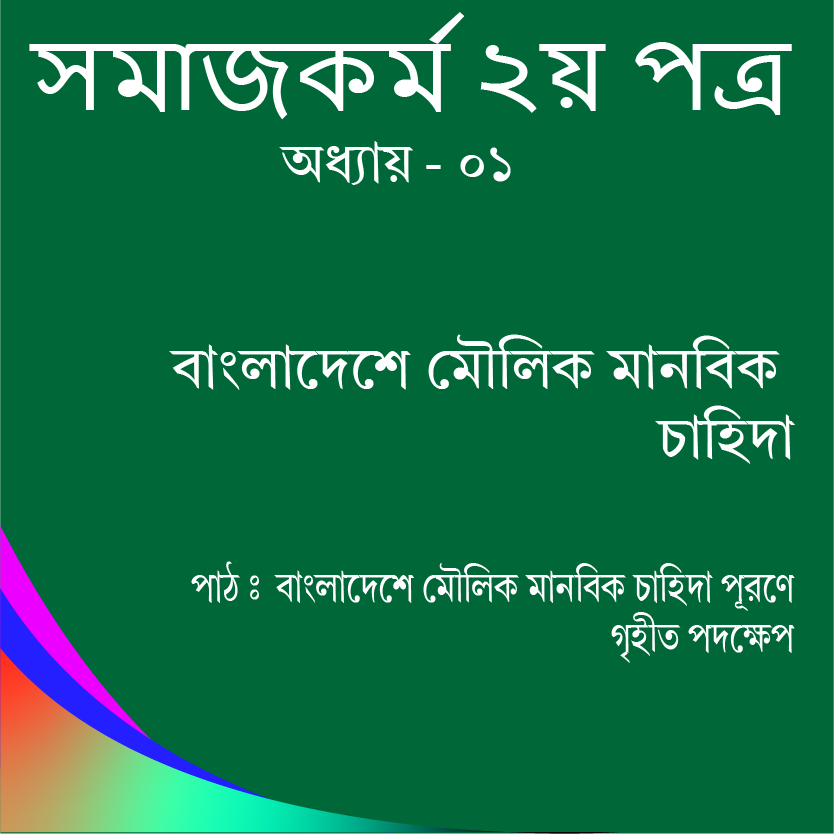 সমাজকর্ম ২য় পত্র
অধ্যায় - ০১
বাংলাদেশে মৌলিক মানবিক
চাহিদা
পাঠ ঃ বাংলাদেশে মৌলিক মানবিক চাহিদা পূরণে
গৃহীত পদক্ষেপ